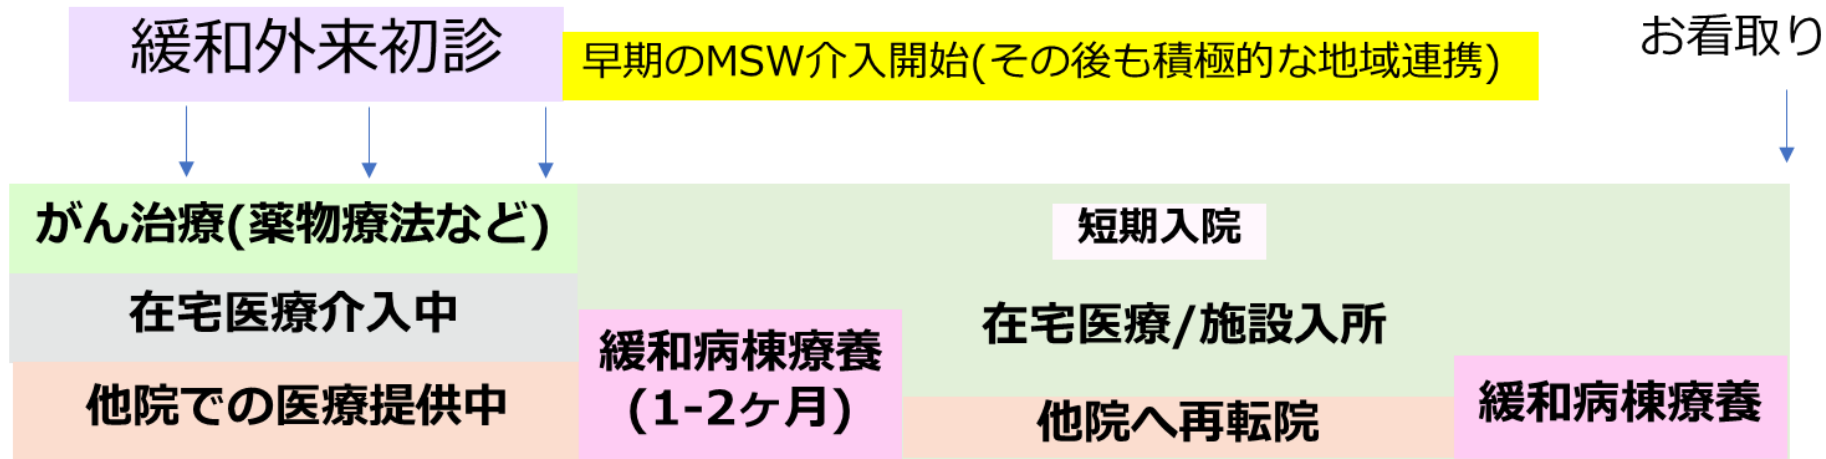 緩和外来初診
早期のMSW介入開始(その後も積極的な地域連携)
お看取り
がん治療(薬物療法など)
在宅医療介入中
他院での医療提供中
緩和病棟療養
(1-2ヶ月)
短期入院
在宅医療/施設入所
他院へ再転院
緩和病棟療養